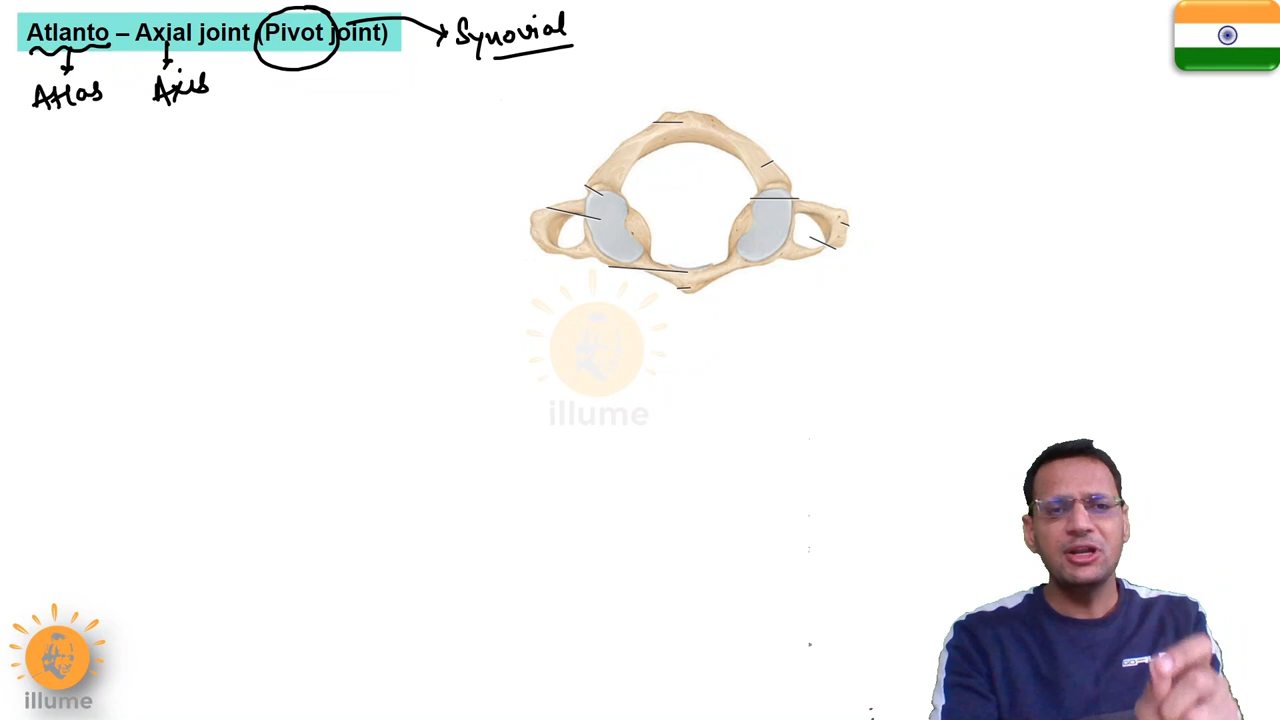 Atlanto – Axial joint (Pivot joint)
Synovial
Atlas Axis
illume
illume